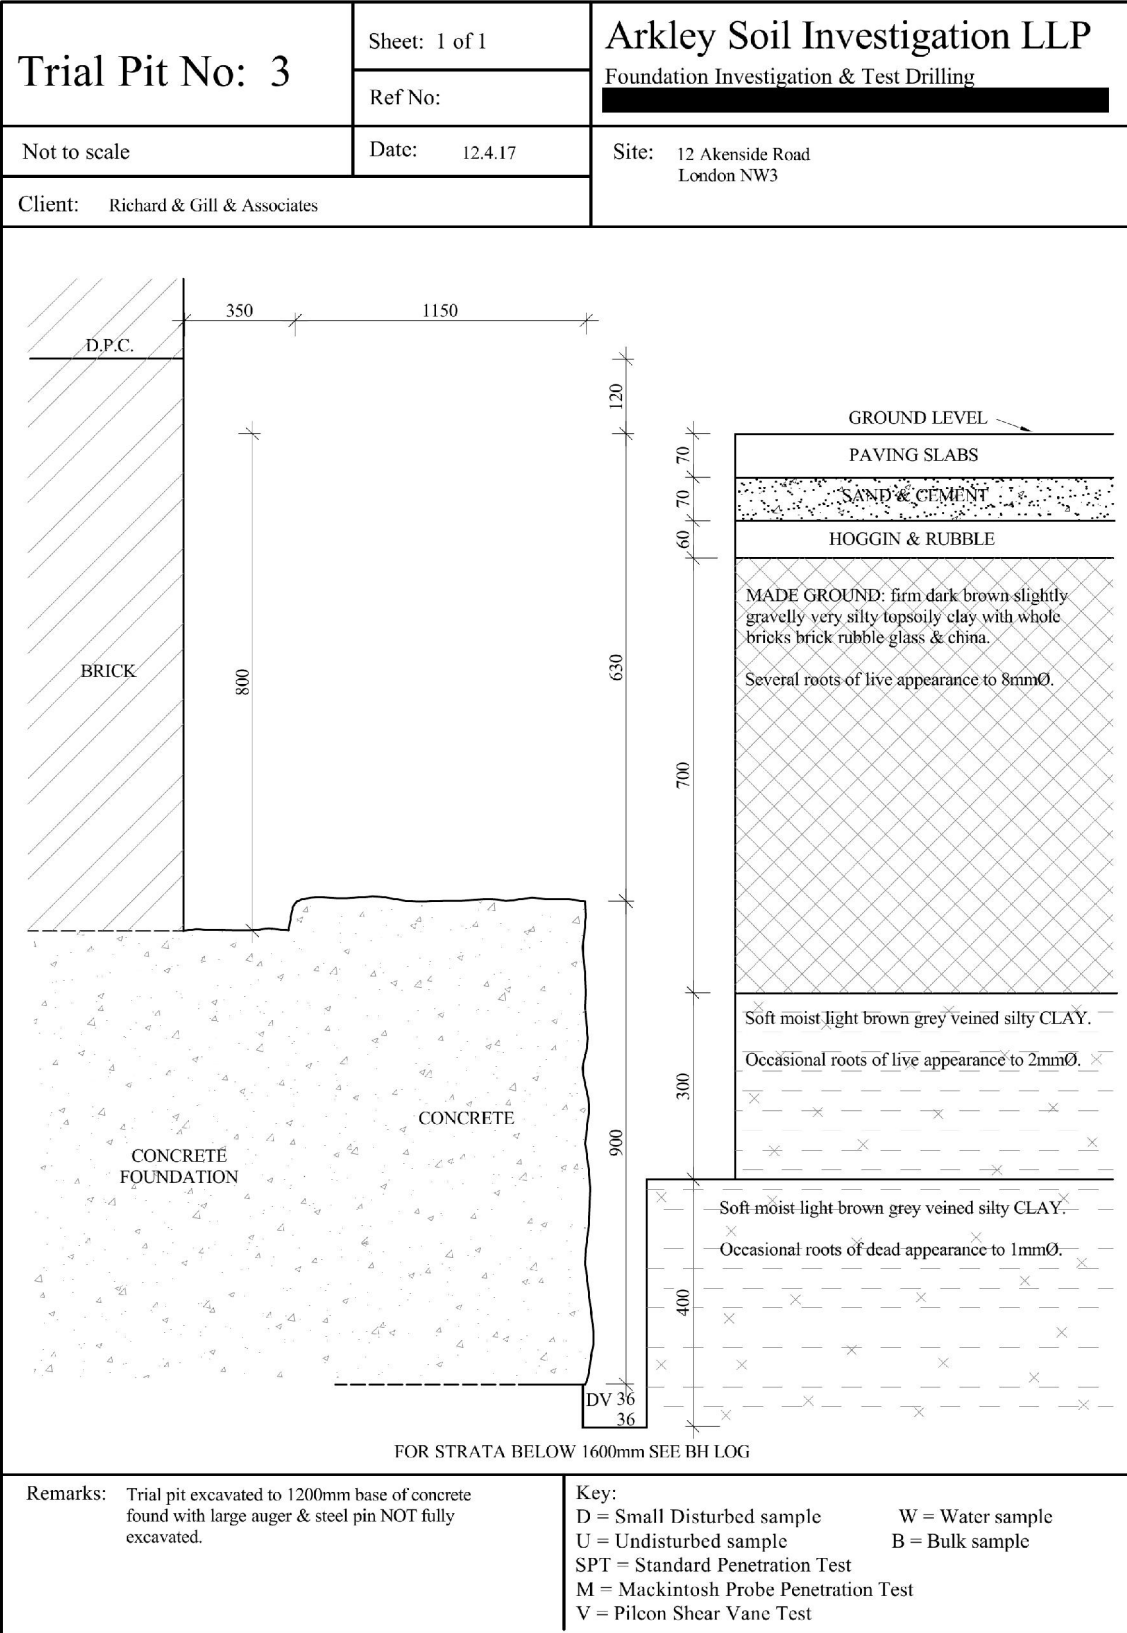 Trial Pit No: 3
Sheet: 1 of 1
Ref No:
Arkley Soil Investigation LLP
Foundation Investigation & Test Drilling
Not to scale
Date: 12.4.17
Site: 12 Akenside Road
London NW3
Client: Richard & Gill & Associates
350
1150
D.P.C.
120
GROUND LEVEL
70
PAVING SLABS
70
SAND & CEMENT
60
HOGGIN & RUBBLE
MADE GROUND: firm dark brown slightly
gravelly very silty topsoily clay with whole
bricks brick rubble glass & china.
Several roots of live appearance to 8mmØ.
BRICK
800
630
700
Soft moist light brown grey veined silty CLAY.
Occasional roots of live appearance to 2mmØ.
300
CONCRETE
900
CONCRETE
FOUNDATION
Soft moist light brown grey veined silty CLAY.
Occasional roots of dead appearance to 1mmØ.
400
DV 36
36
FOR STRATA BELOW 1600mm SEE BH LOG
Remarks: Trial pit excavated to 1200mm base of concrete
found with large auger & steel pin NOT fully
excavated.
Key:
D = Small Disturbed sample W = Water sample
U = Undisturbed sample B = Bulk sample
SPT = Standard Penetration Test
M = Mackintosh Probe Penetration Test
V = Pilcon Shear Vane Test